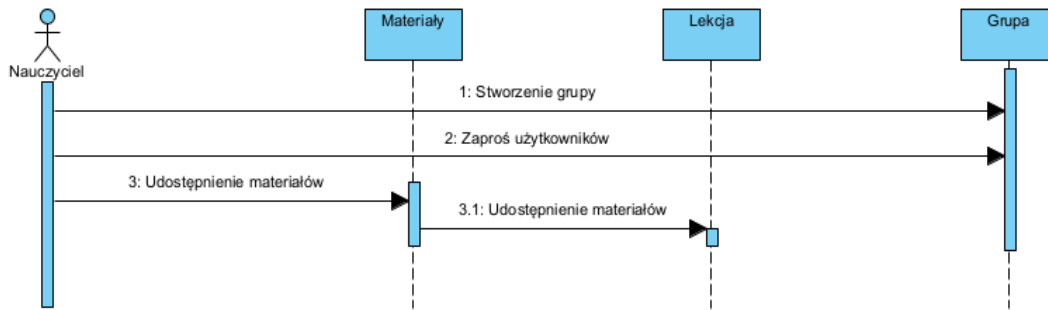 Materiały
Lekcja
Grupa
Nauczyciel
1: Stworzenie grupy
2: Zaproś użytkowników
3: Udostępnienie materiałów
3.1: Udostępnienie materiałów